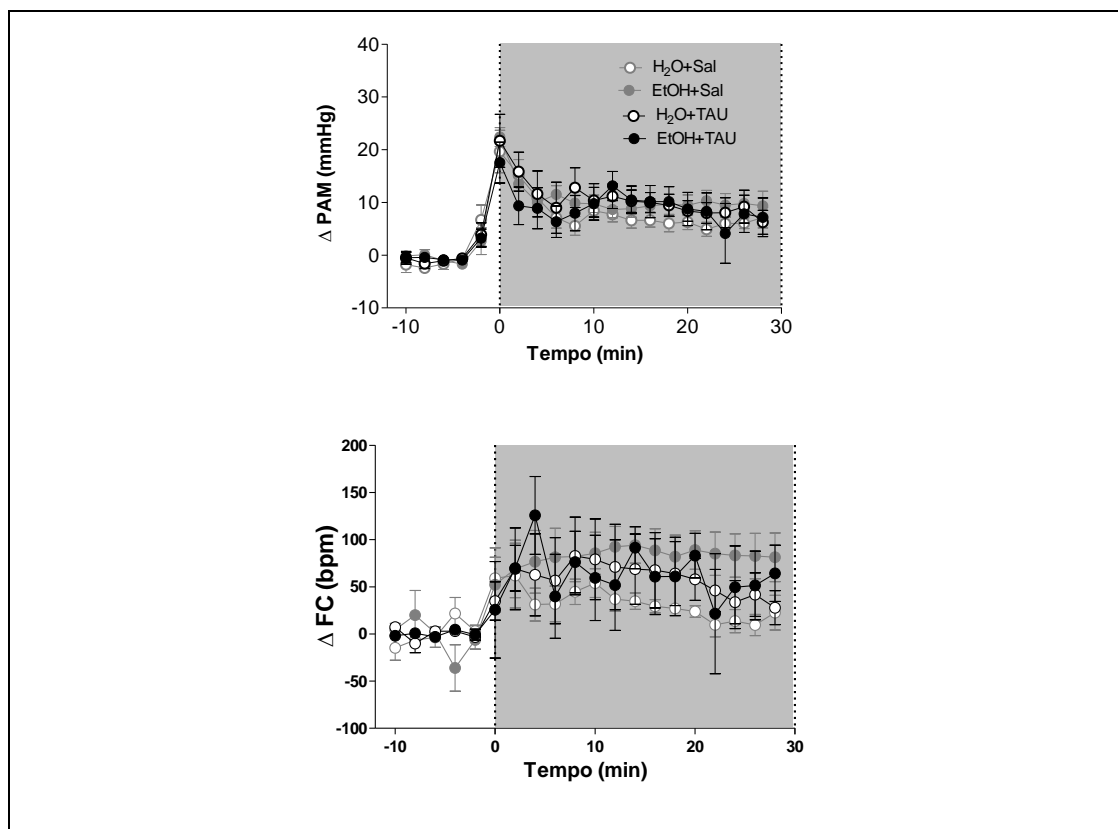 40
30
20
10
0
-10
Δ PAM (mmHg)
H₂O+Sal
EtOH+Sal
H₂O+TAU
EtOH+TAU
-10 0 10 20 30
Tempo (min)
200
150
100
50
0
-50
-100
Δ FC (bpm)
-10 0 10 20 30
Tempo (min)